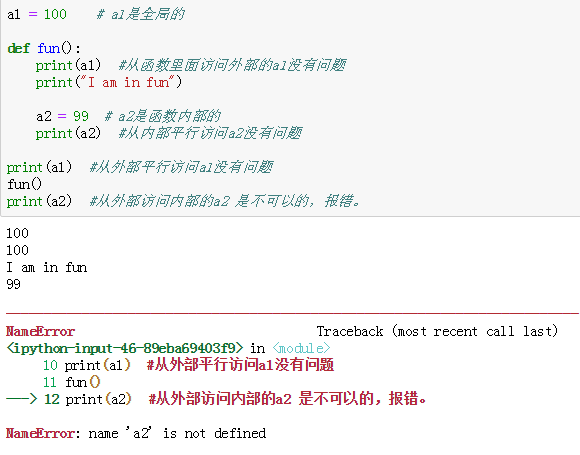 a1 = 100    # a1是全局的
def fun():
    print(a1)  #从函数里面访问外部的a1没有问题
    print("I am in fun")
    a2 = 99  # a2是函数内部的
    print(a2)  #从内部平行访问a2没有问题
print(a1)  #从外部平行访问a1没有问题
fun()
print(a2)  #从外部访问内部的a2 是不可以的，报错。
100
100
I am in fun
99
NameError                                 Traceback (most recent call last)
<ipython-input-46-89eba69403f9> in <module>
     10 print(a1)  #从外部平行访问a1没有问题
     11 fun()
---> 12 print(a2)  #从外部访问内部的a2 是不可以的，报错。
NameError: name 'a2' is not defined